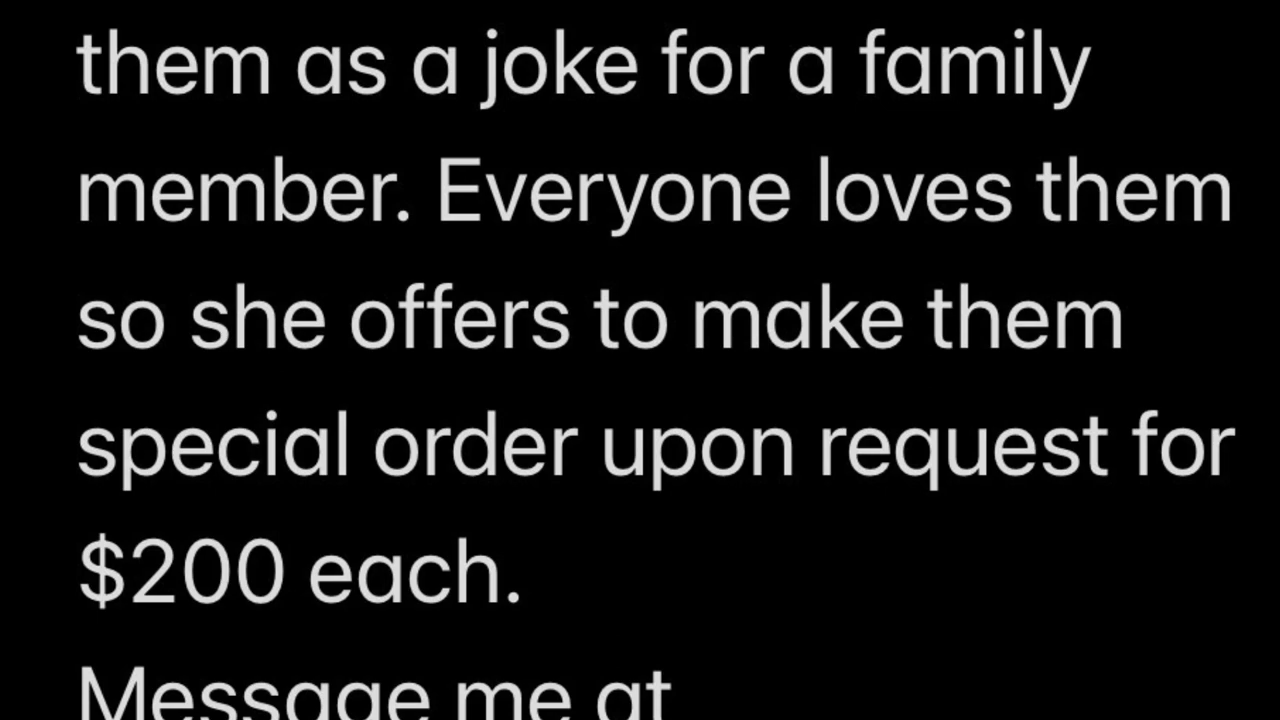 them as a joke for a family
member. Everyone loves them
so she offers to make them
special order upon request for
$200 each.
Message me at